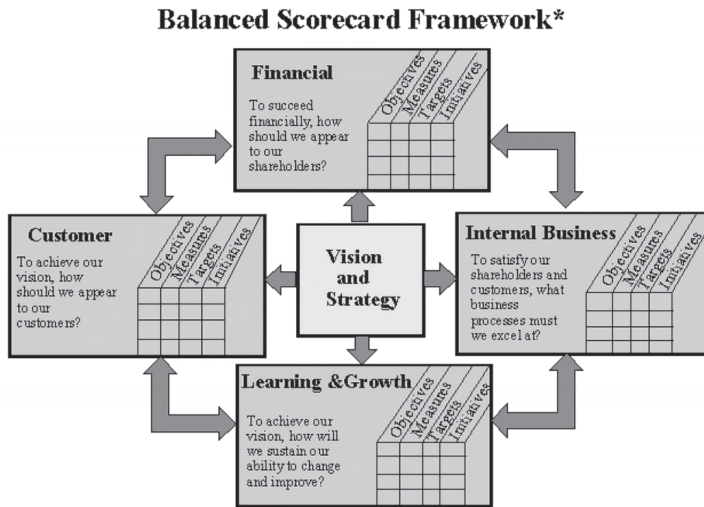 Balanced Scorecard Framework*
Financial
To succeed
financially, how
should we appear
to our
shareholders?
Objectives
Measures
Targets
Initiatives
Customer
To achieve our
vision, how
should we appear
to our
customers?
Objectives
Measures
Targets
Initiatives
Vision
and
Strategy
Internal Business
To satisfy our
shareholders and
customers, what
business
processes must
we excel at?
Objectives
Measures
Targets
Initiatives
Learning &Growth
To achieve our
vision, how will
we sustain our
ability to change
and improve?
Objectives
Measures
Targets
Initiatives